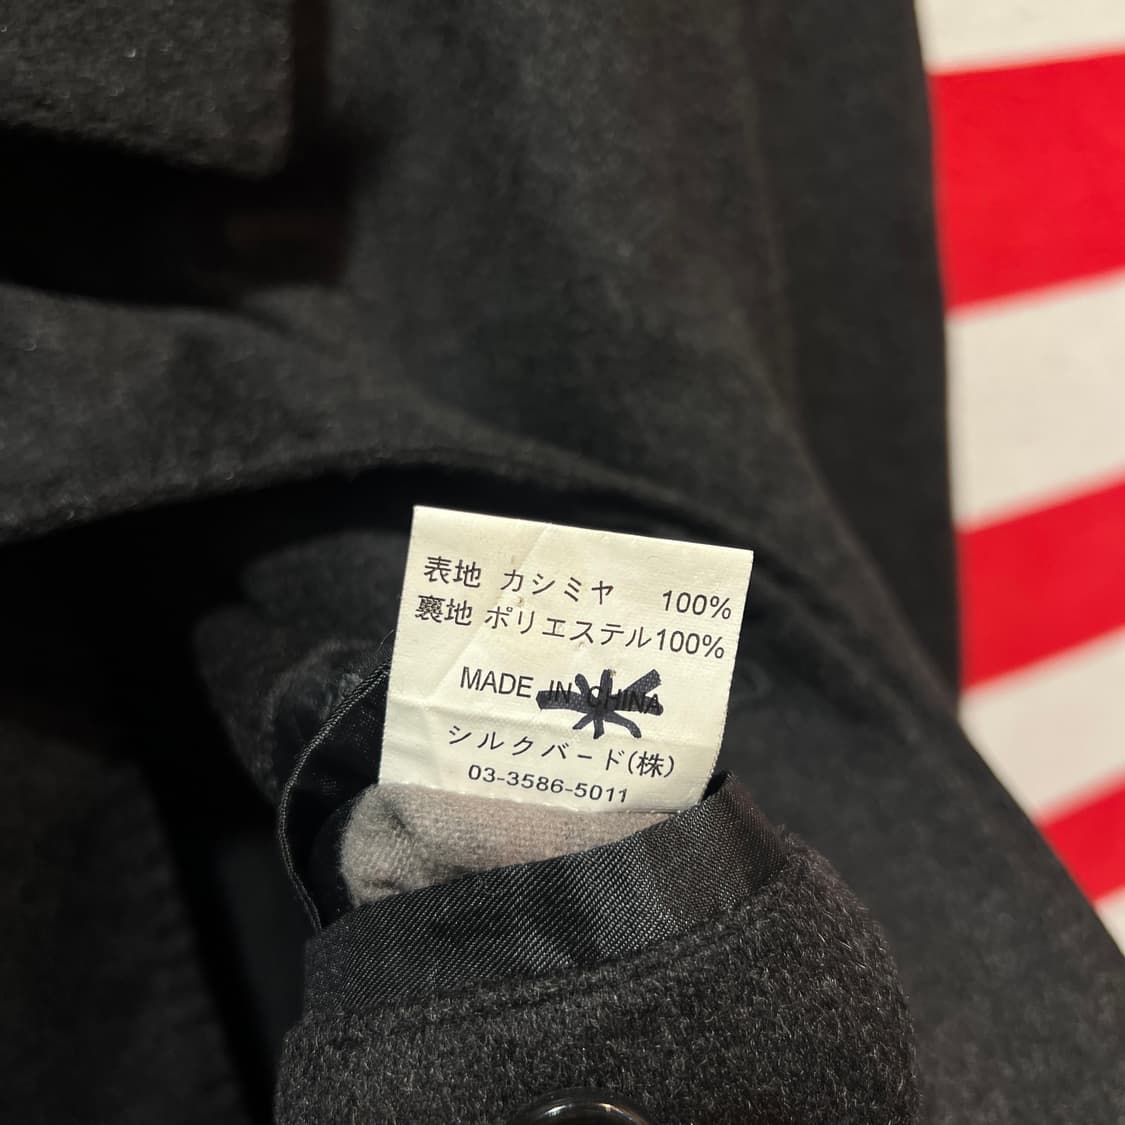 表地 カシミヤ 100%
裏地 ポリエステル100%
MADE IN CHINA
シルクバード(株)
03-3586-5011